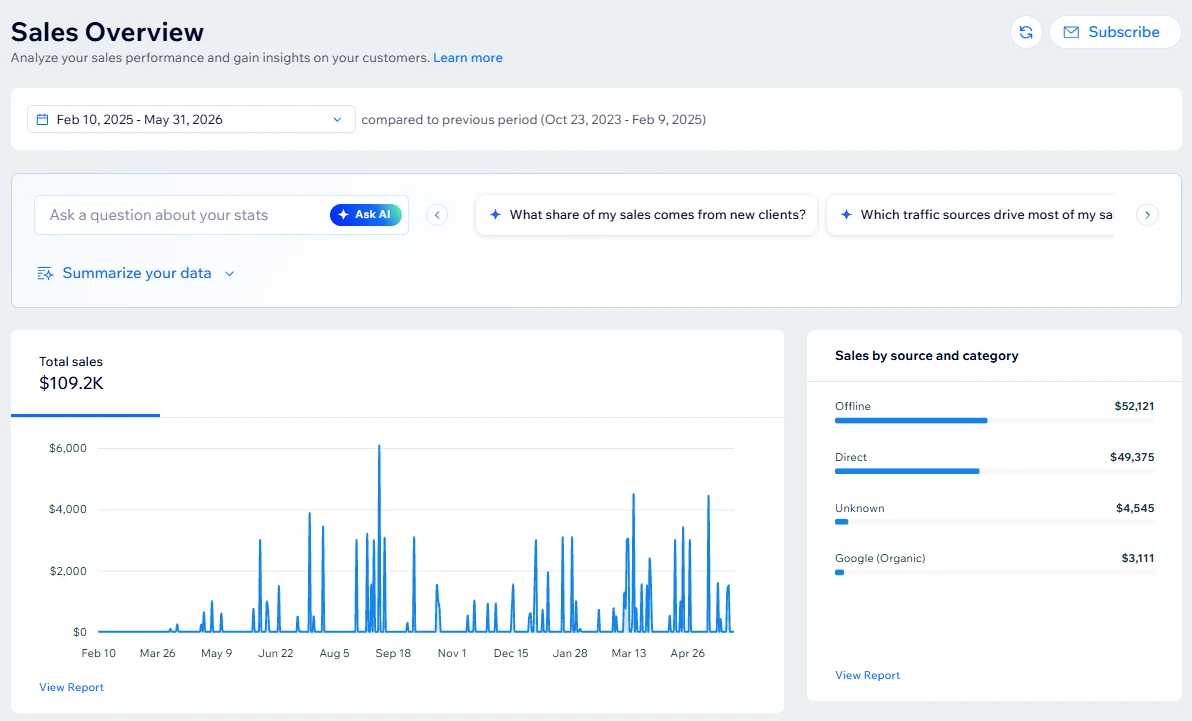 Sales Overview
Subscribe
Analyze your sales performance and gain insights on your customers. Learn more
Feb 10, 2025 - May 31, 2026
compared to previous period (Oct 23, 2023 - Feb 9, 2025)
Ask a question about your stats
Ask AI
What share of my sales comes from new clients?
Which traffic sources drive most of my sa
Summarize your data
Total sales
$109.2K
$6,000
$4,000
$2,000
$0
Feb 10 Mar 26 May 9 Jun 22 Aug 5 Sep 18 Nov 1 Dec 15 Jan 28 Mar 13 Apr 26
View Report
Sales by source and category
Offline $52,121
Direct $49,375
Unknown $4,545
Google (Organic) $3,111
View Report